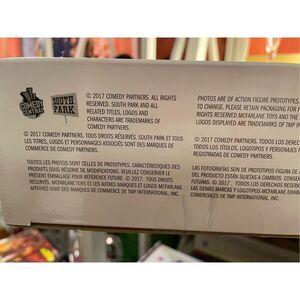 COMEDY
CENTRAL
SOUTH
PARK
© 2017 COMEDY PARTNERS. ALL RIGHTS
RESERVED. SOUTH PARK AND ALL
RELATED TITLES, LOGOS AND
CHARACTERS ARE TRADEMARKS OF
COMEDY PARTNERS.
© 2017 COMEDY PARTNERS. TOUS DROITS RÉSERVÉS. SOUTH PARK ET TOUS
LES TITRES, LOGOS ET PERSONNAGES ASSOCIÉS SONT DES MARQUES DE
COMMERCE DE COMEDY PARTNERS.
TOUTES LES PHOTOS SONT CELLES DE PROTOTYPES. CARACTÉRISTIQUES DES
PRODUITS SOUS RÉSERVE DE MODIFICATIONS. VEUILLEZ CONSERVER LE
PRÉSENT EMBALLAGE POUR RÉFÉRENCE FUTURE. © 2017. TOUS DROITS
RÉSERVÉS. MCFARLANE TOYS ET LES AUTRES MARQUES ET LOGOS MCFARLANE
AFFICHÉS SONT DES MARQUES DE COMMERCE DE TMP INTERNATIONAL, INC.
PHOTOS ARE OF ACTION FIGURE PROTOTYPES
TO CHANGE. PLEASE RETAIN PACKAGING FOR
RIGHTS RESERVED. MCFARLANE TOYS AND THE
LOGOS DISPLAYED ARE TRADEMARKS OF TMP
© 2017 COMEDY PARTNERS. TODOS LOS DERECHOS
TODOS LOS TÍTULOS, LOGOTIPOS Y PERSONAJES
REGISTRADAS DE COMEDY PARTNERS.
LAS FOTOGRAFÍAS SON DE PROTOTIPOS DE FIGURAS DE
DEL PRODUCTO ESTÁN SUJETAS A CAMBIOS.
FUTURAS. © 2017. TODOS LOS DERECHOS
LAS DEMÁS MARCAS Y LOGOTIPOS MCFARLANE
COMERCIALES DE TMP INTERNATIONAL, INC.